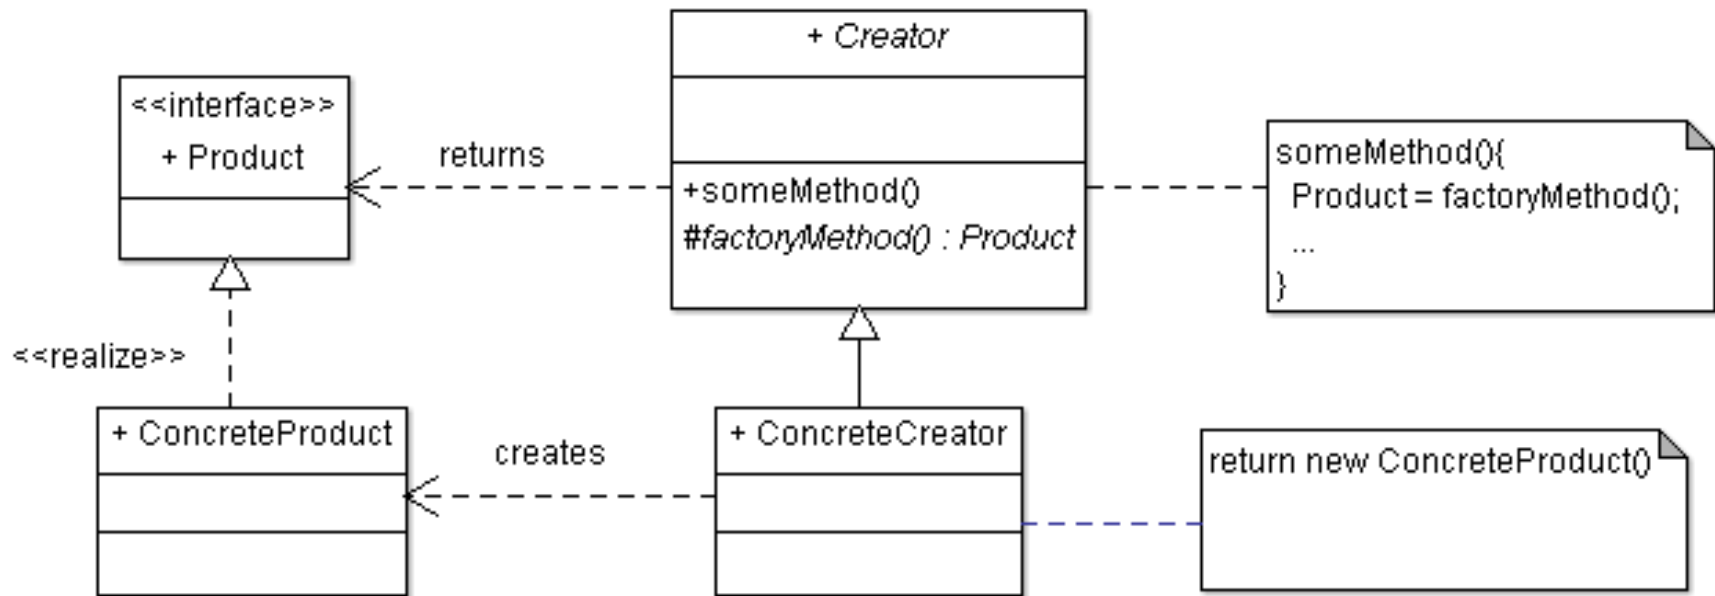 + Creator
<<interface>>
+ Product
returns
+someMethod()
#factoryMethod() : Product
someMethod(){
Product = factoryMethod();
...
}
<<realize>>
+ ConcreteProduct
creates
+ ConcreteCreator
return new ConcreteProduct()